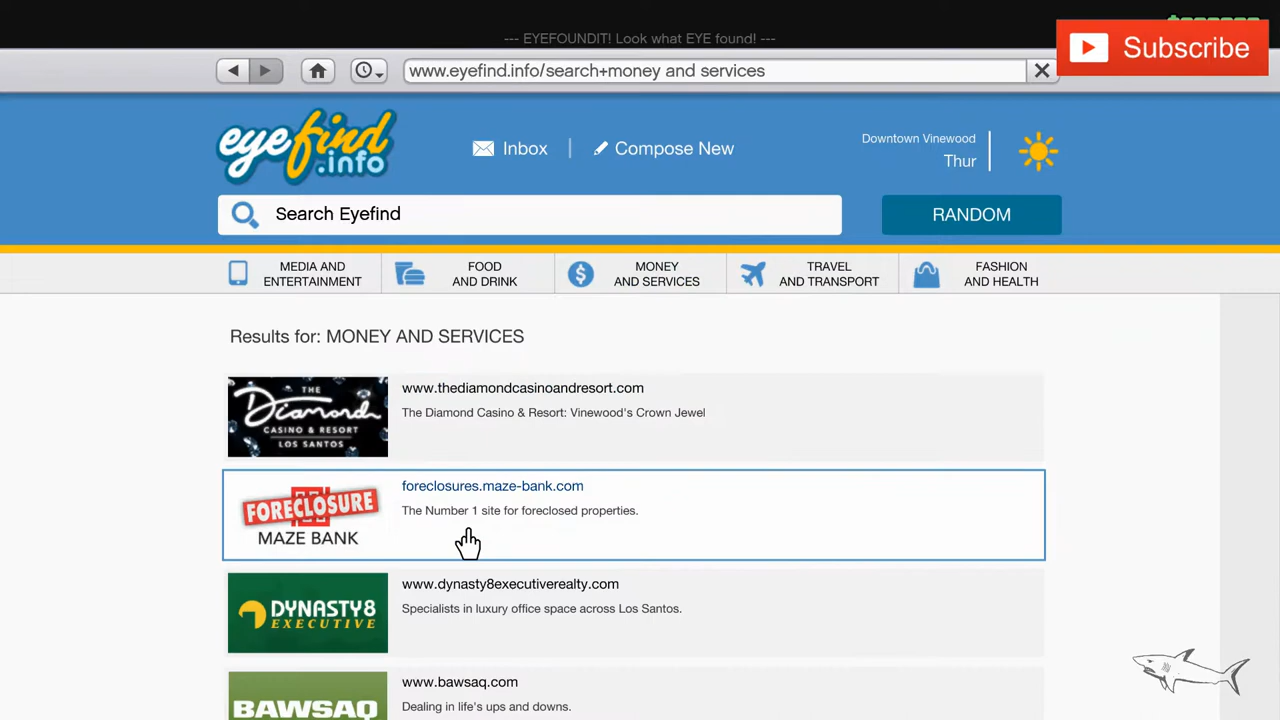 --- EYEFOUNDIT! Look what EYE found! ---
Subscribe
www.eyefind.info/search+money and services
eyefind
.info
Inbox
Compose New
Downtown Vinewood
Thur
Search Eyefind
RANDOM
MEDIA AND
ENTERTAINMENT
FOOD
AND DRINK
MONEY
AND SERVICES
TRAVEL
AND TRANSPORT
FASHION
AND HEALTH
Results for: MONEY AND SERVICES
THE
Diamond
CASINO & RESORT
LOS SANTOS
www.thediamondcasinoandresort.com
The Diamond Casino & Resort: Vinewood's Crown Jewel
FORECLOSURE
MAZE BANK
foreclosures.maze-bank.com
The Number 1 site for foreclosed properties.
DYNASTY8
EXECUTIVE
www.dynasty8executiverealty.com
Specialists in luxury office space across Los Santos.
BAWSAQ
www.bawsaq.com
Dealing in life's ups and downs.